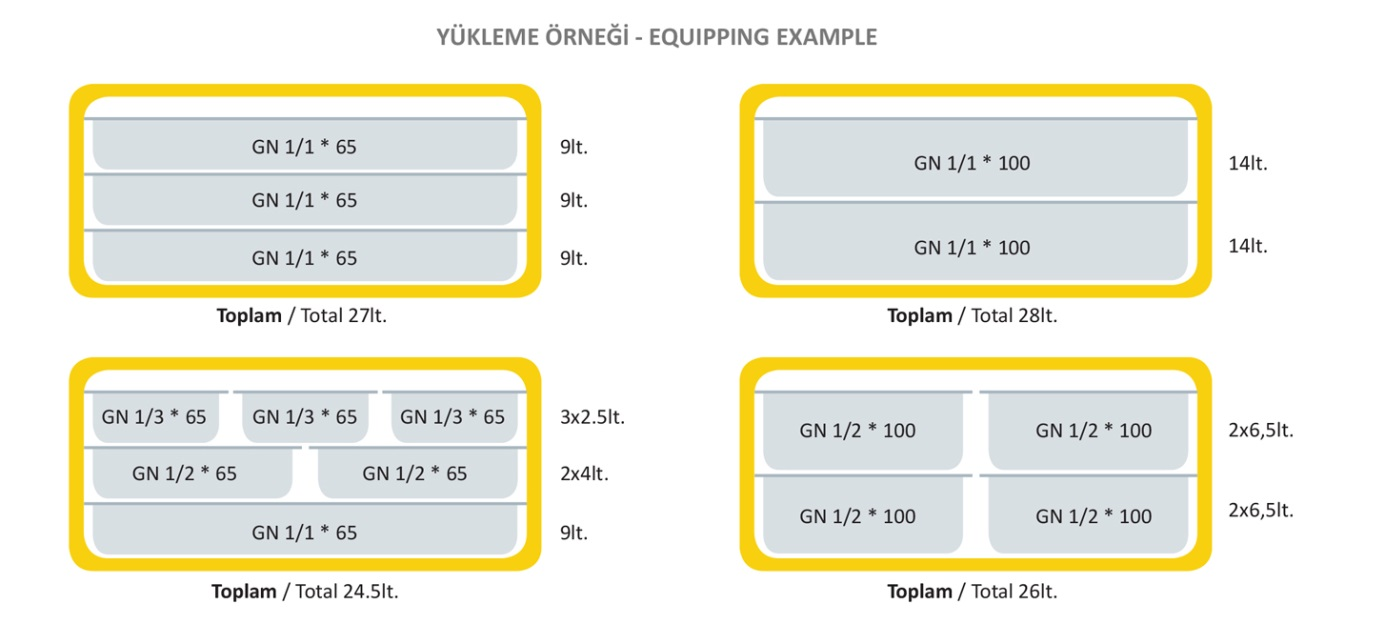 YÜKLEME ÖRNEĞİ - EQUIPPING EXAMPLE
GN 1/1 * 65 9lt.
GN 1/1 * 65 9lt.
GN 1/1 * 65 9lt.
Toplam / Total 27lt.
GN 1/1 * 100 14lt.
GN 1/1 * 100 14lt.
Toplam / Total 28lt.
GN 1/3 * 65 GN 1/3 * 65 GN 1/3 * 65 3x2.5lt.
GN 1/2 * 65 GN 1/2 * 65 2x4lt.
GN 1/1 * 65 9lt.
Toplam / Total 24.5lt.
GN 1/2 * 100 GN 1/2 * 100 2x6,5lt.
GN 1/2 * 100 GN 1/2 * 100 2x6,5lt.
Toplam / Total 26lt.